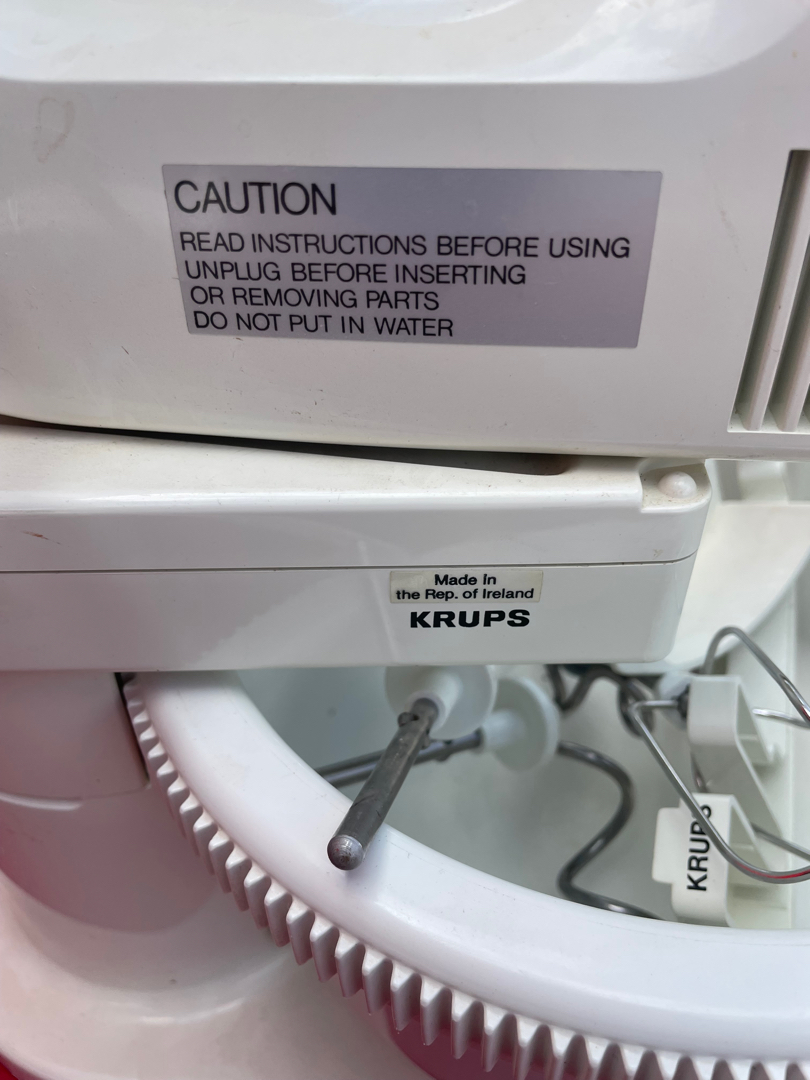 CAUTION
READ INSTRUCTIONS BEFORE USING
UNPLUG BEFORE INSERTING
OR REMOVING PARTS
DO NOT PUT IN WATER
Made in
the Rep. of Ireland
KRUPS
KRUPS